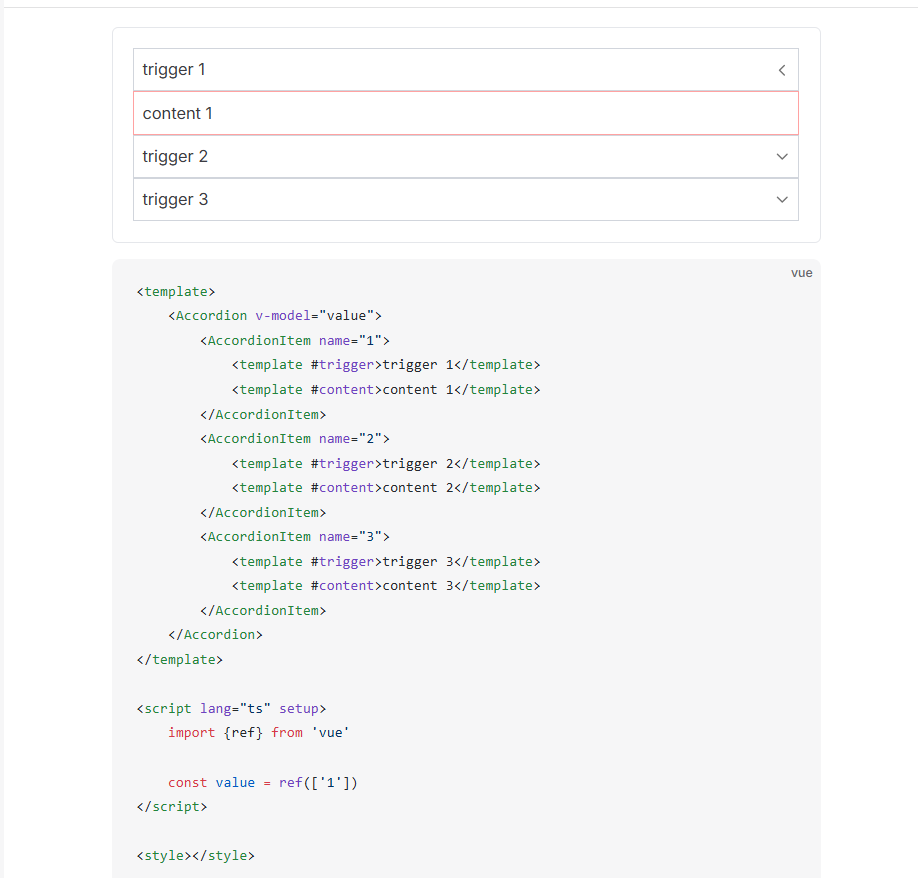 trigger 1
content 1
trigger 2
trigger 3
vue
<template>
    <Accordion v-model="value">
        <AccordionItem name="1">
            <template #trigger>trigger 1</template>
            <template #content>content 1</template>
        </AccordionItem>
        <AccordionItem name="2">
            <template #trigger>trigger 2</template>
            <template #content>content 2</template>
        </AccordionItem>
        <AccordionItem name="3">
            <template #trigger>trigger 3</template>
            <template #content>content 3</template>
        </AccordionItem>
    </Accordion>
</template>
<script lang="ts" setup>
    import {ref} from 'vue'
    const value = ref(['1'])
</script>
<style></style>